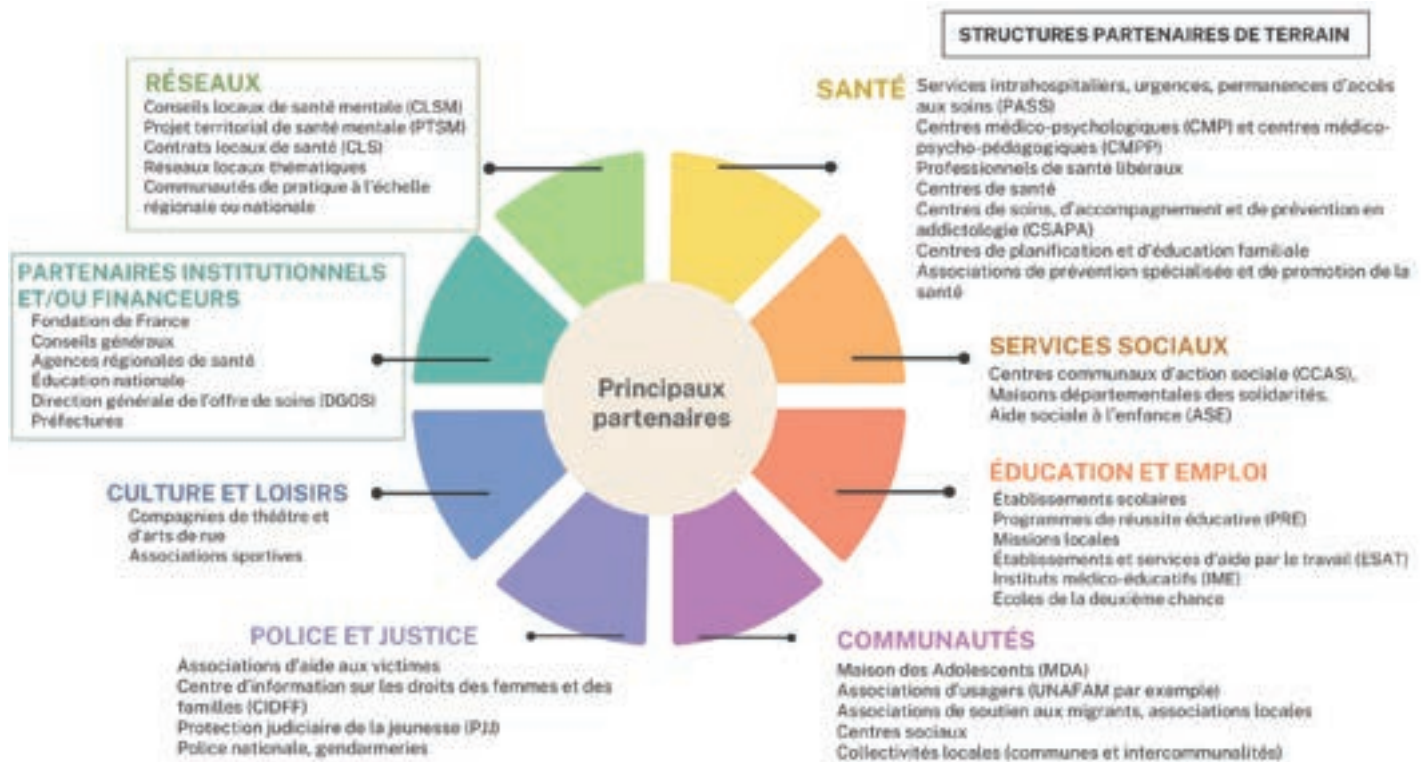 STRUCTURES PARTENAIRES DE TERRAIN
RÉSEAUX
Conseils locaux de santé mentale (CLSM)
Projet territorial de santé mentale (PTSM)
Contrats locaux de santé (CLS)
Réseaux locaux thématiques
Communautés de pratique à l'échelle
régionale ou nationale
SANTÉ
Services intrahospitaliers, urgences, permanences d'accès
aux soins (PASS)
Centres médico-psychologiques (CMP) et centres médico-
psycho-pédagogiques (CMPP)
Professionnels de santé libéraux
Centres de santé
Centres de soins, d'accompagnement et de prévention en
addictologie (CSAPA)
Centres de planification et d'éducation familiale
Associations de prévention spécialisée et de promotion de la
santé
PARTENAIRES INSTITUTIONNELS
ET/OU FINANCEURS
Fondation de France
Conseils généraux
Agences régionales de santé
Éducation nationale
Direction générale de l'offre de soins (DGOS)
Préfectures
Principaux
partenaires
SERVICES SOCIAUX
Centres communaux d'action sociale (CCAS),
Maisons départementales des solidarités,
Aide sociale à l'enfance (ASE)
CULTURE ET LOISIRS
Compagnies de théâtre et
d'arts de rue
Associations sportives
ÉDUCATION ET EMPLOI
Établissements scolaires
Programmes de réussite éducative (PRE)
Missions locales
Établissements et services d'aide par le travail (ESAT)
Instituts médico-éducatifs (IME)
Écoles de la deuxième chance
POLICE ET JUSTICE
Associations d'aide aux victimes
Centre d'information sur les droits des femmes et des
familles (CIDFF)
Protection judiciaire de la jeunesse (PJJ)
Police nationale, gendarmeries
COMMUNAUTÉS
Maison des Adolescents (MDA)
Associations d'usagers (UNAFAM par exemple)
Associations de soutien aux migrants, associations locales
Centres sociaux
Collectivités locales (communes et intercommunalités)